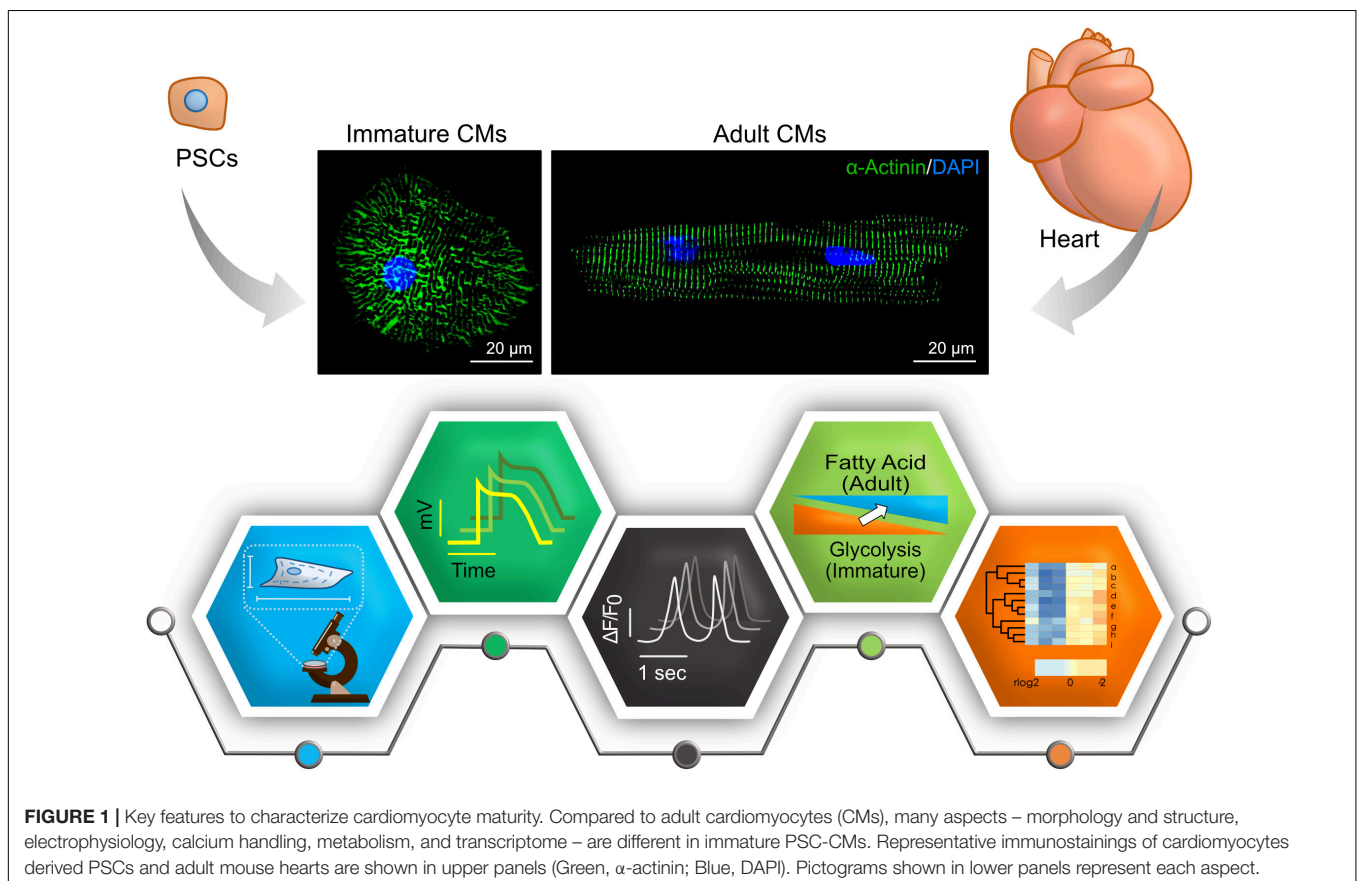 PSCs
Immature CMs
Adult CMs
α-Actinin/DAPI
Heart
20 µm
20 µm
mV
Time
ΔF/F0
1 sec
Fatty Acid
(Adult)
Glycolysis
(Immature)
a
b
c
d
e
f
g
h
i
rlog2 0 -2
FIGURE 1 | Key features to characterize cardiomyocyte maturity. Compared to adult cardiomyocytes (CMs), many aspects – morphology and structure,
electrophysiology, calcium handling, metabolism, and transcriptome – are different in immature PSC-CMs. Representative immunostainings of cardiomyocytes
derived PSCs and adult mouse hearts are shown in upper panels (Green, α-actinin; Blue, DAPI). Pictograms shown in lower panels represent each aspect.